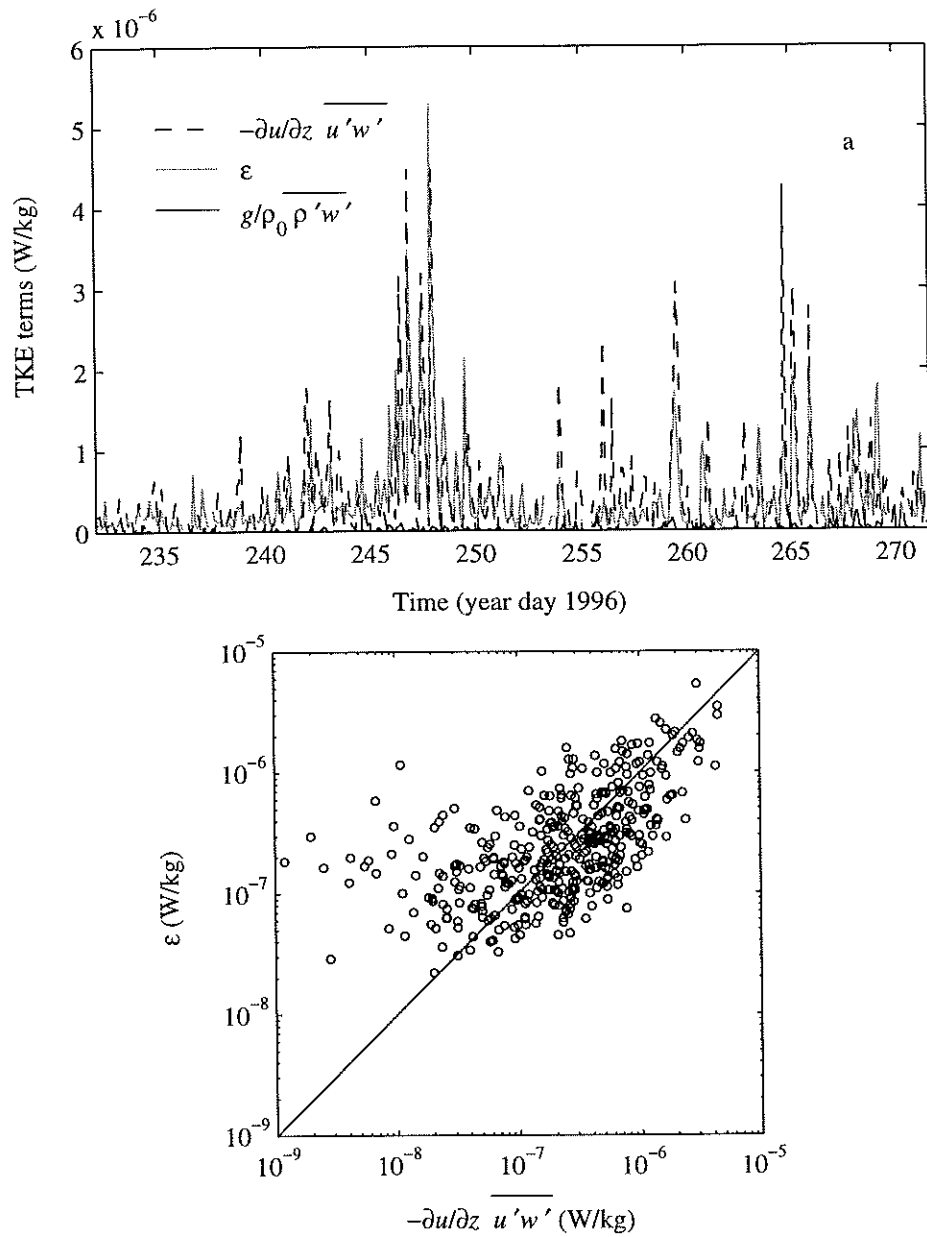 x 10⁻⁶
6
5
4
3
2
1
0
TKE terms (W/kg)
–∂u/∂z u'w'
ε
g/ρ₀ ρ'w'
a
235 240 245 250 255 260 265 270
Time (year day 1996)
10⁻⁵
10⁻⁶
10⁻⁷
10⁻⁸
10⁻⁹
ε (W/kg)
10⁻⁹ 10⁻⁸ 10⁻⁷ 10⁻⁶ 10⁻⁵
–∂u/∂z u'w' (W/kg)